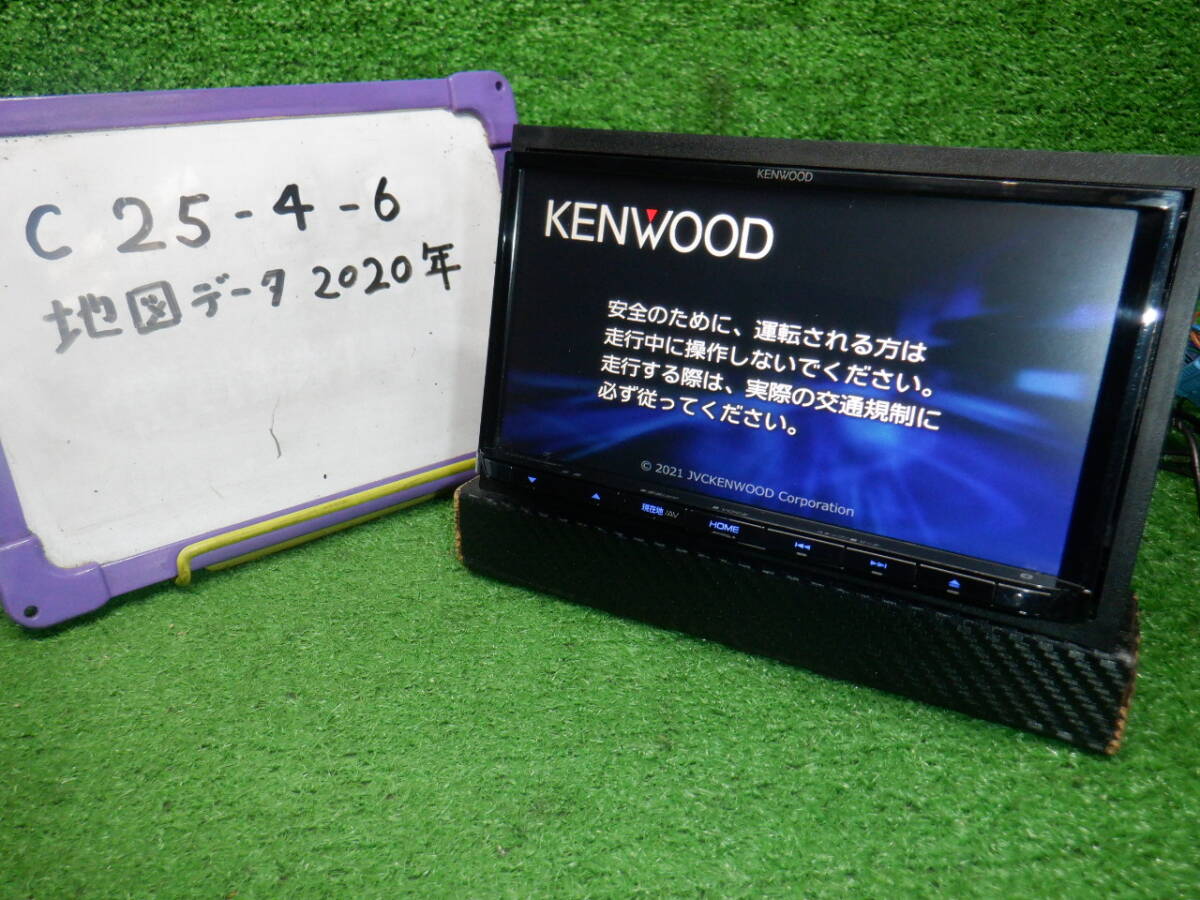 C 25-4-6
地図データ 2020年
KENWOOD
KENWOOD
安全のために、運転される方は
走行中に操作しないでください。
走行する際は、実際の交通規制に
必ず従ってください。
© 2021 JVCKENWOOD Corporation
現在地 /AV
HOME